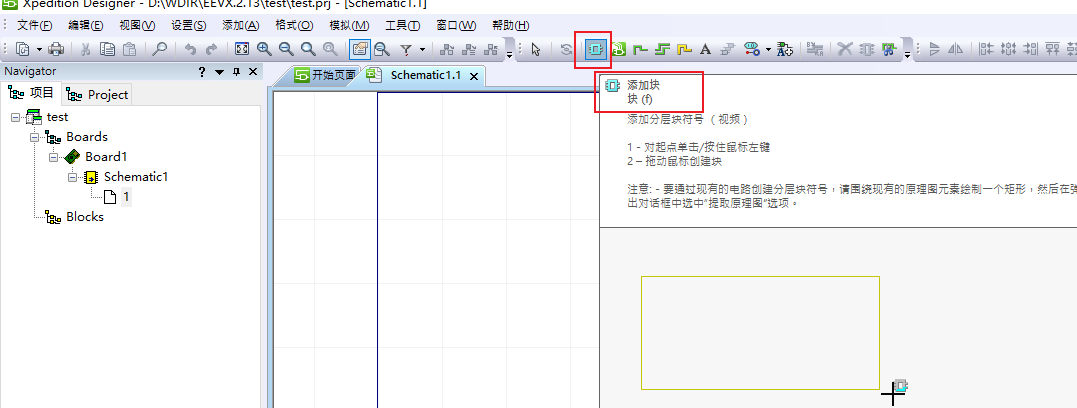 Xpedition Designer - D:\WDIR\EEVX.2.13\test\test.prj - [Schematic1.1]
文件(F) 编辑(E) 视图(V) 设置(S) 添加(A) 格式(O) 模拟(M) 工具(T) 窗口(W) 帮助(H)
Navigator
开始页面 Schematic1.1
项目 Project
test
Boards
Board1
Schematic1
1
Blocks
添加块
块 (f)
添加分层块符号 （视频）
1 - 对起点单击/按住鼠标左键
2 – 拖动鼠标创建块
注意: - 要通过现有的电路创建分层块符号，请围绕现有的原理图元素绘制一个矩形，然后在弹
出对话框中选中"提取原理图"选项。